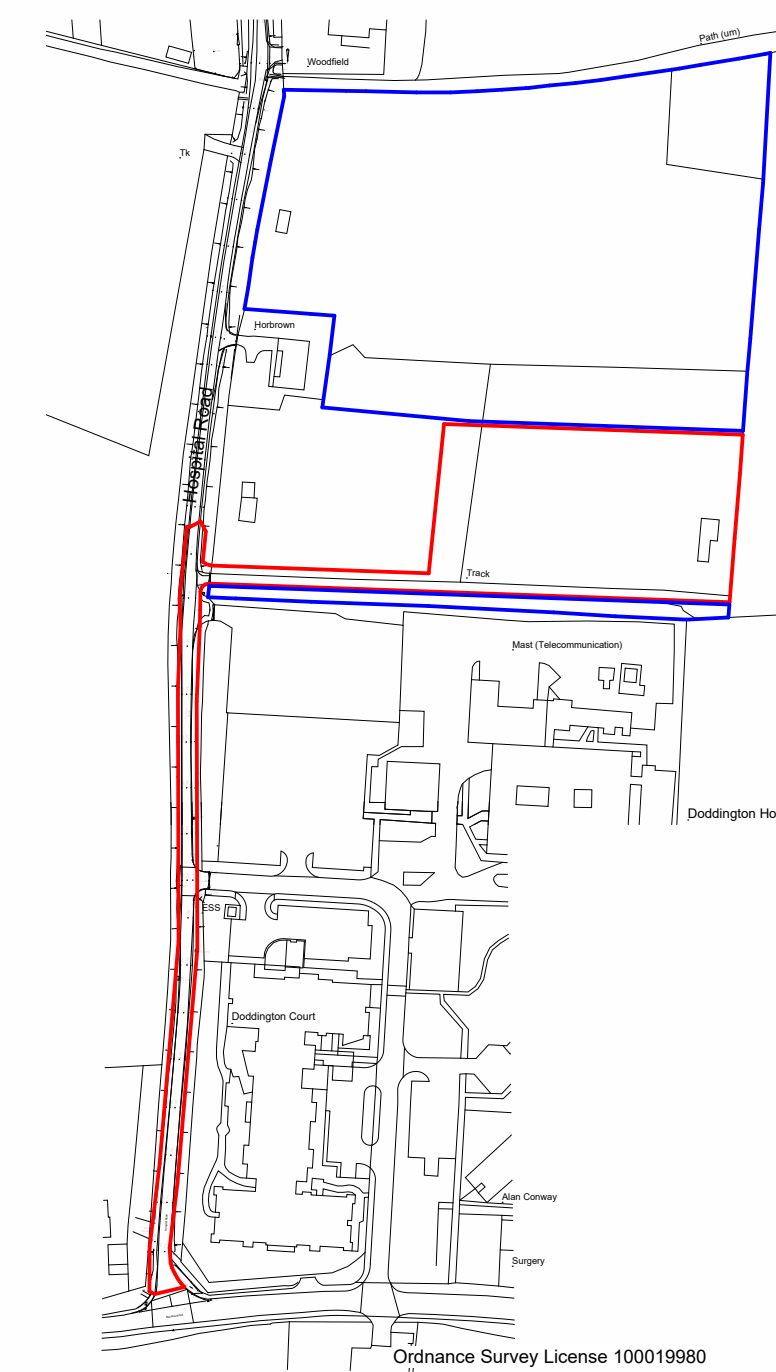 Path (um)
Woodfield
Tk
Horbrown
Hospital Road
Track
Mast (Telecommunication)
Doddington Ho
ESS
Doddington Court
Alan Conway
Surgery
Ordnance Survey License 100019980